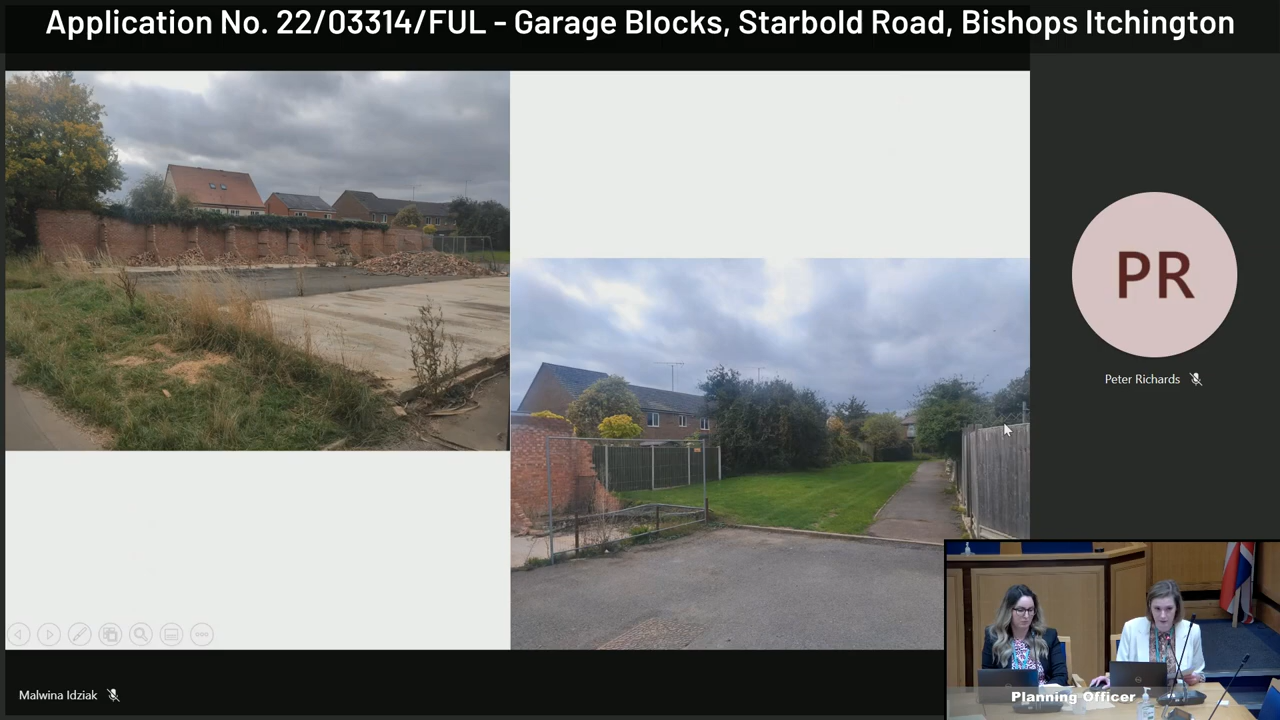 Application No. 22/03314/FUL - Garage Blocks, Starbold Road, Bishops Itchington
PR
Peter Richards
Malwina Idziak
Planning Officer